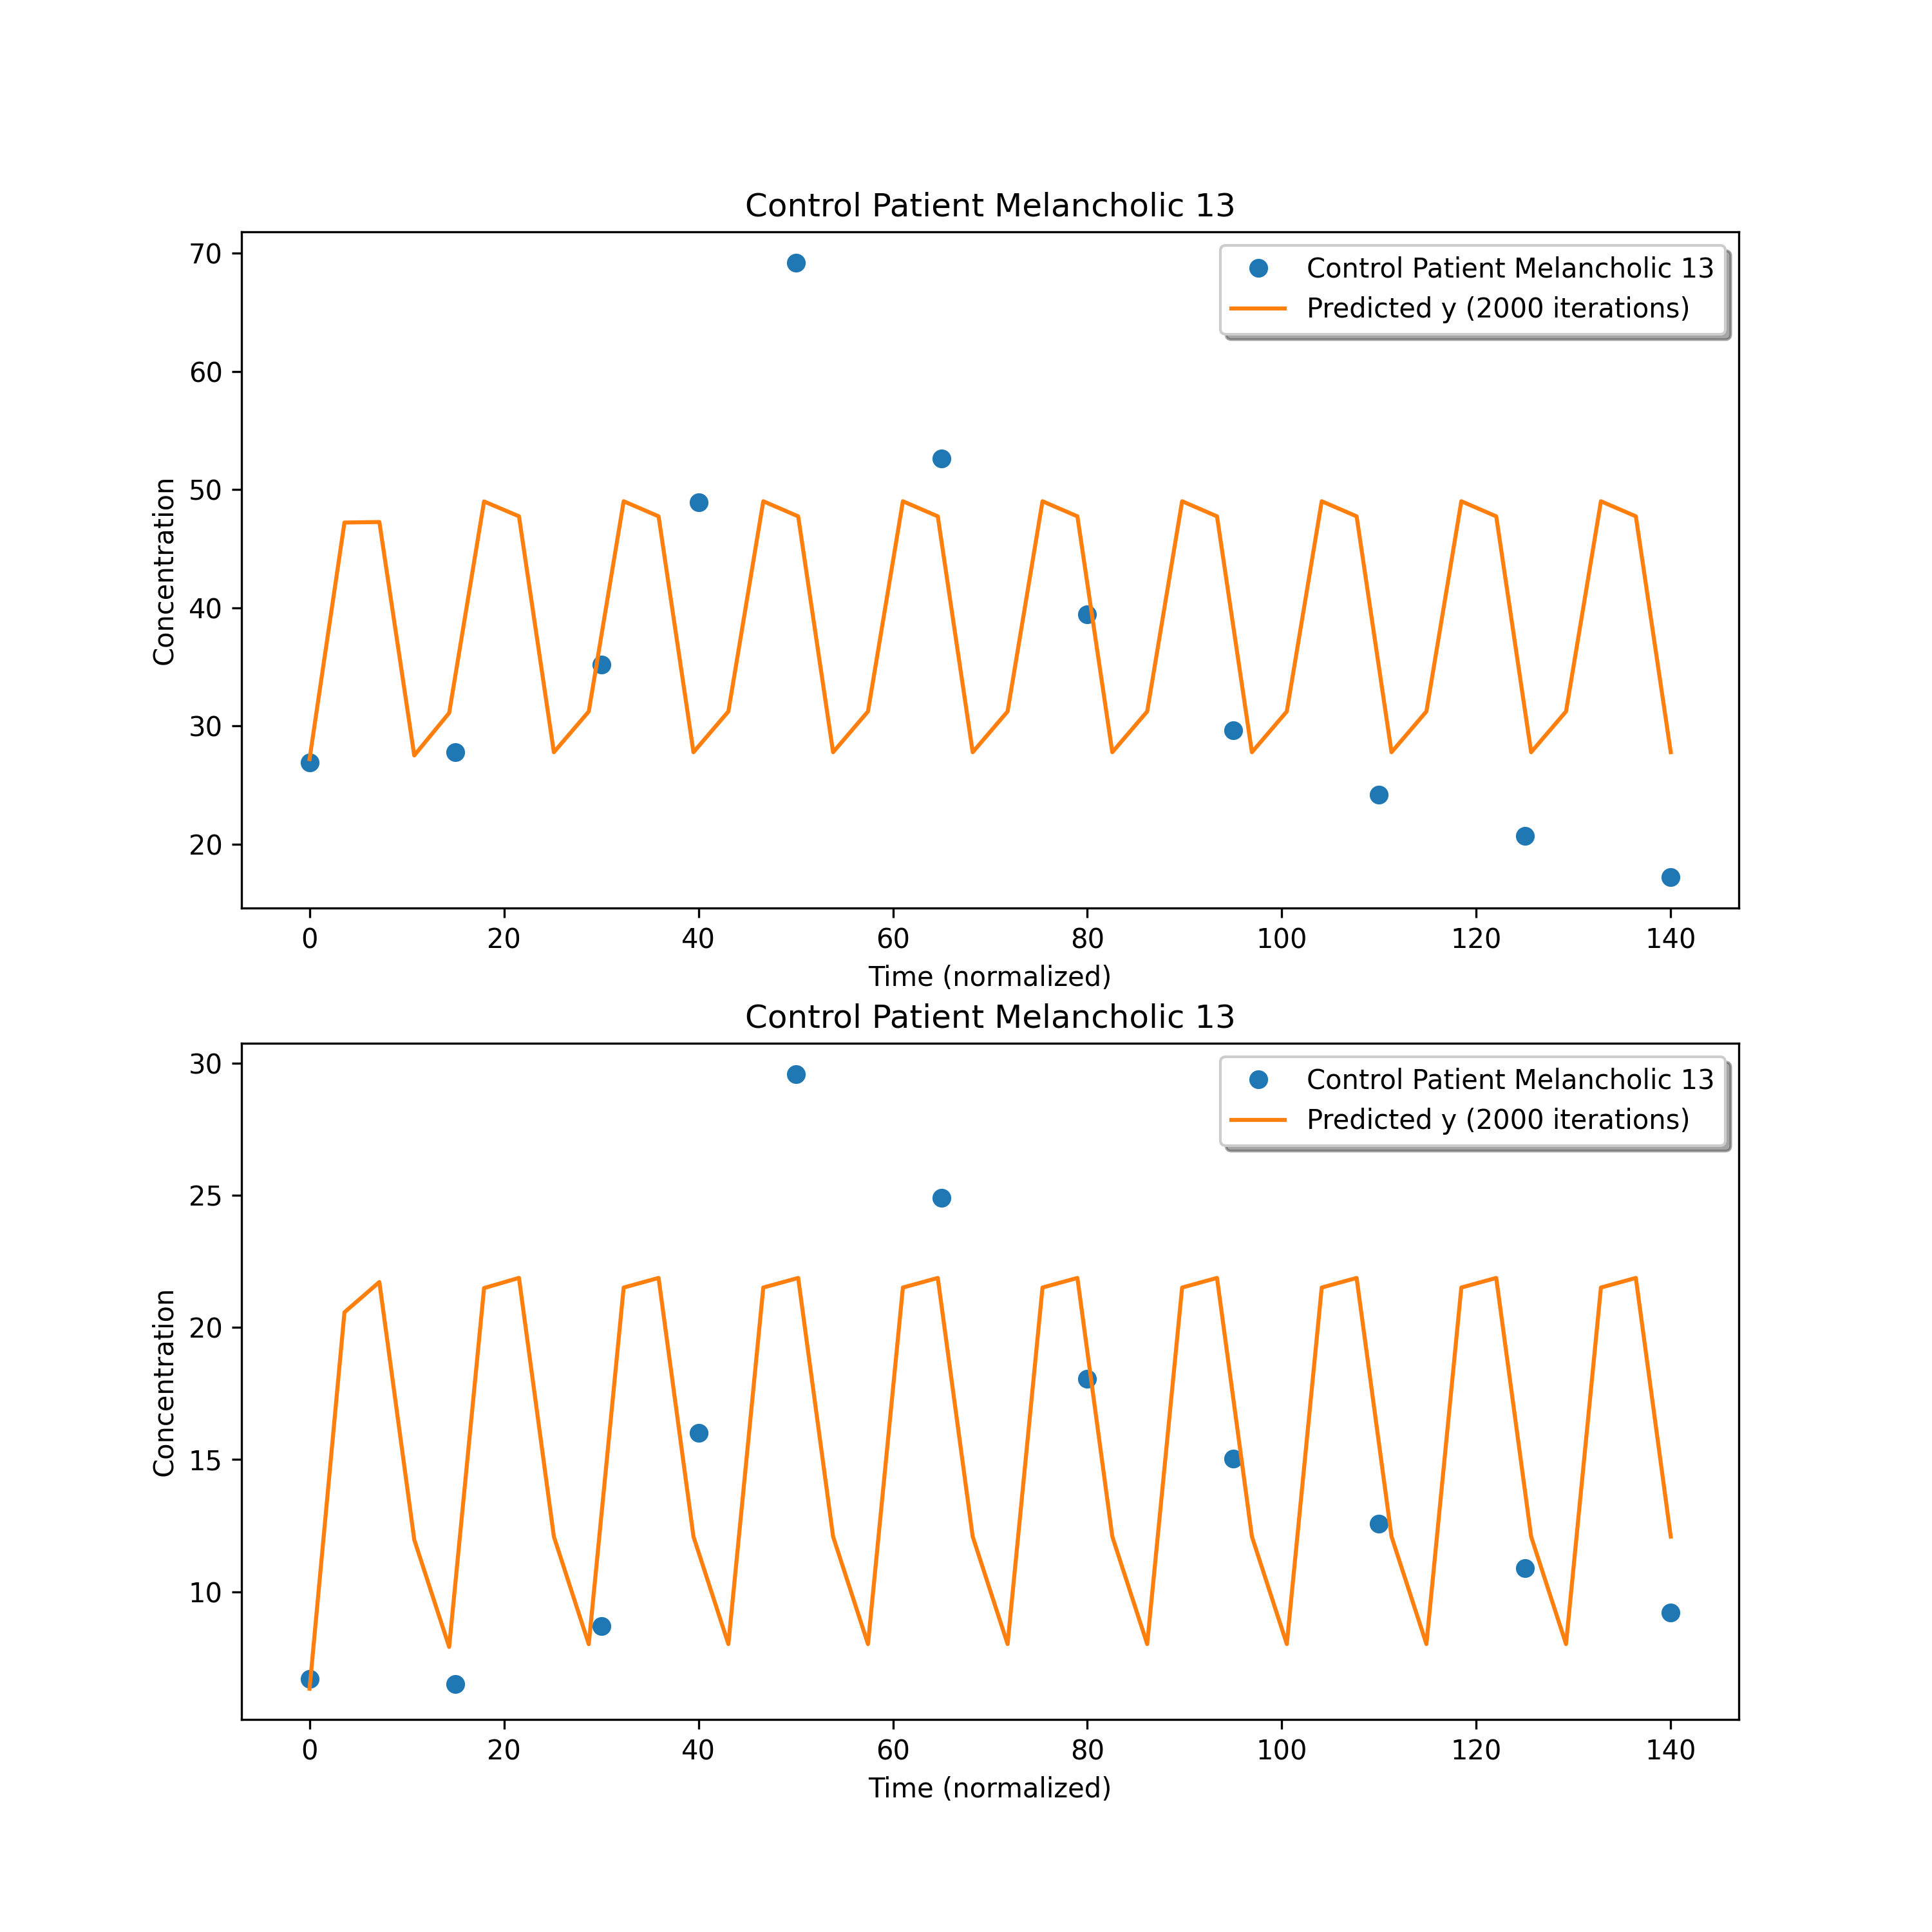 Control Patient Melancholic 13
Control Patient Melancholic 13
Predicted y (2000 iterations)
Concentration
70
60
50
40
30
20
0 20 40 60 80 100 120 140
Time (normalized)
Control Patient Melancholic 13
Control Patient Melancholic 13
Predicted y (2000 iterations)
Concentration
30
25
20
15
10
0 20 40 60 80 100 120 140
Time (normalized)